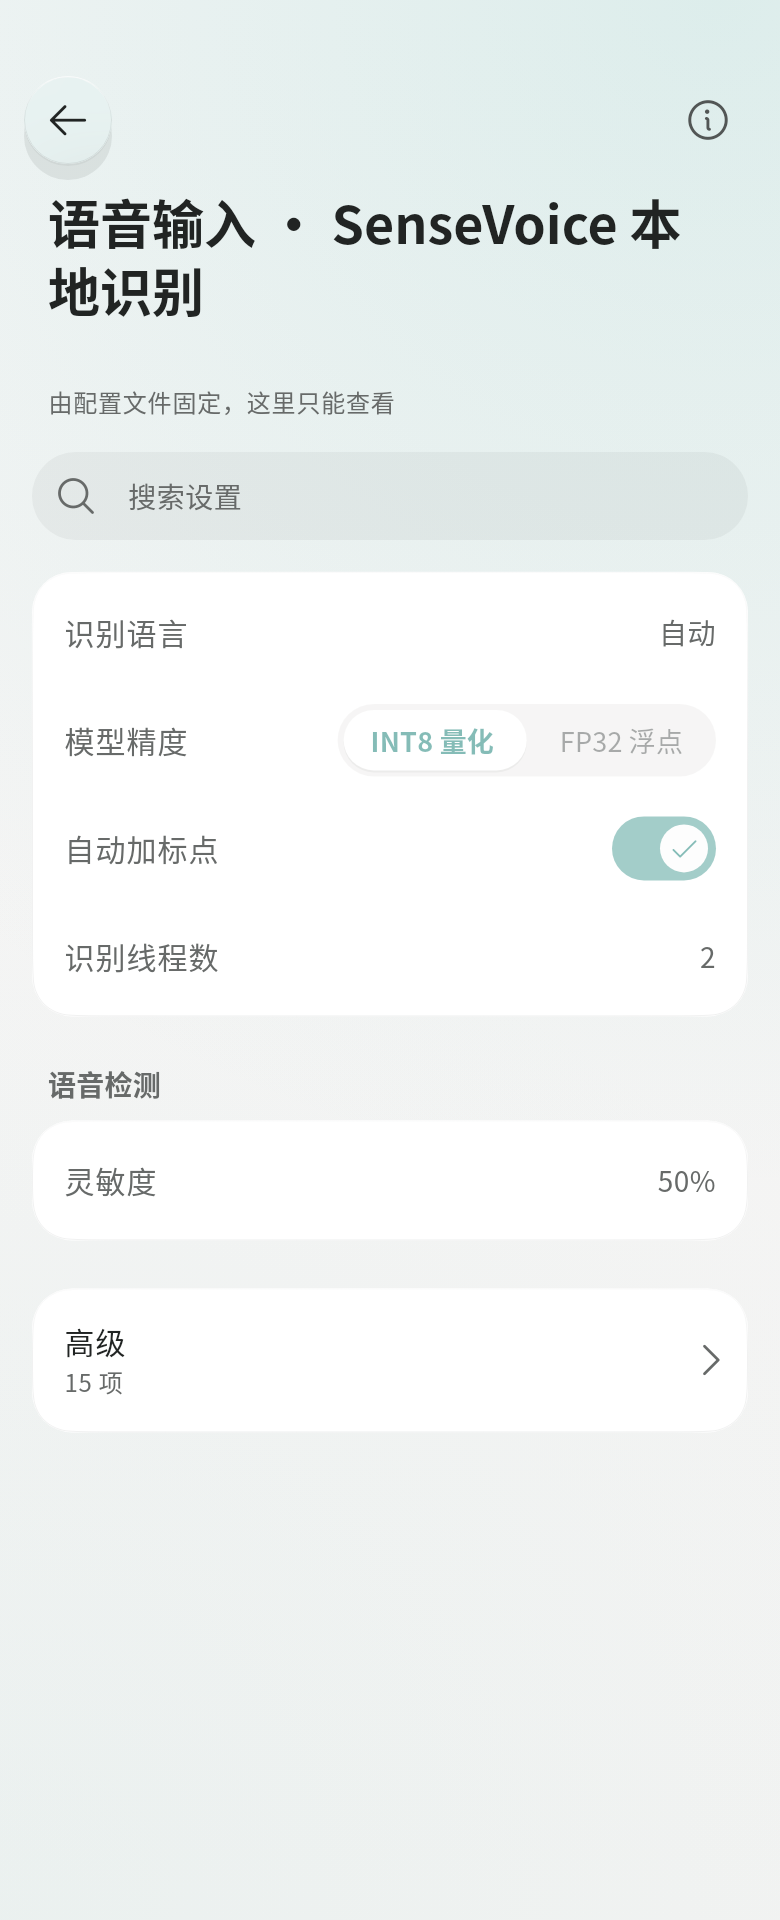 语音输入 · SenseVoice 本
地识别
由配置文件固定，这里只能查看
搜索设置
识别语言 自动
模型精度 INT8 量化 FP32 浮点
自动加标点
识别线程数 2
语音检测
灵敏度 50%
高级
15 项